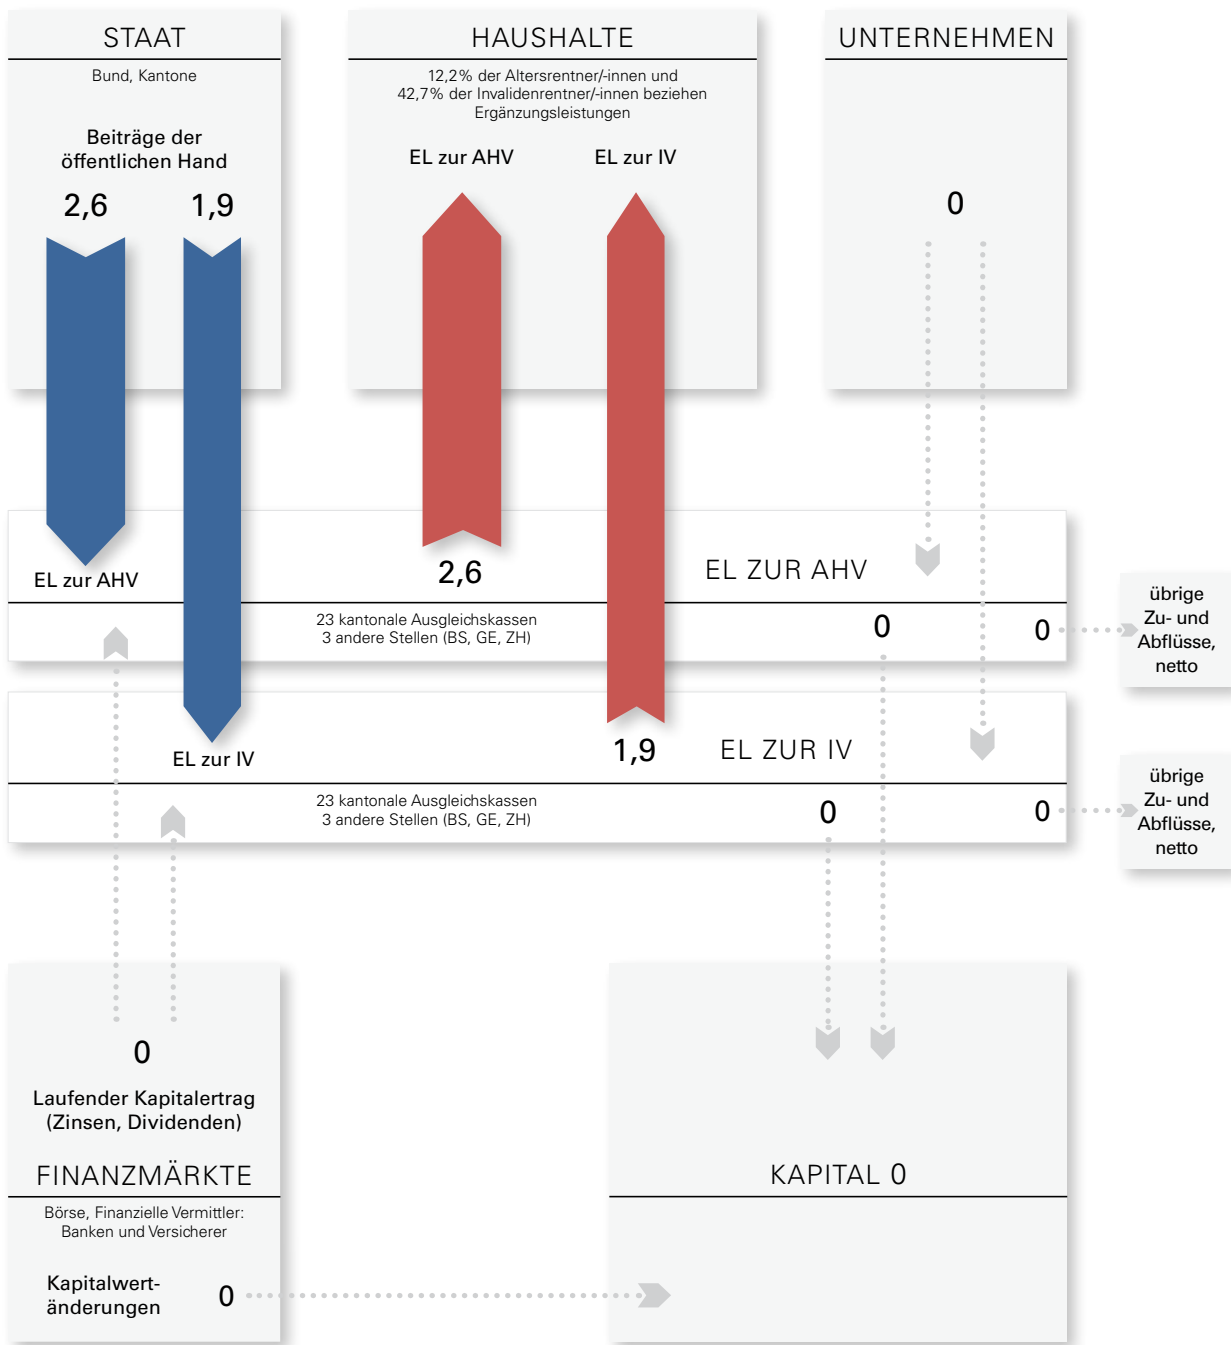 STAAT
Bund, Kantone
Beiträge der
öffentlichen Hand
2,6
1,9
HAUSHALTE
12,2% der Altersrentner/-innen und
42,7% der Invalidenrentner/-innen beziehen
Ergänzungsleistungen
EL zur AHV
EL zur IV
UNTERNEHMEN
0
EL zur AHV
2,6
EL ZUR AHV
23 kantonale Ausgleichskassen
3 andere Stellen (BS, GE, ZH)
0
0
übrige
Zu- und
Abflüsse,
netto
EL zur IV
1,9
EL ZUR IV
23 kantonale Ausgleichskassen
3 andere Stellen (BS, GE, ZH)
0
0
übrige
Zu- und
Abflüsse,
netto
0
Laufender Kapitalertrag
(Zinsen, Dividenden)
FINANZMÄRKTE
Börse, Finanzielle Vermittler:
Banken und Versicherer
Kapitalwert-
änderungen
0
KAPITAL 0